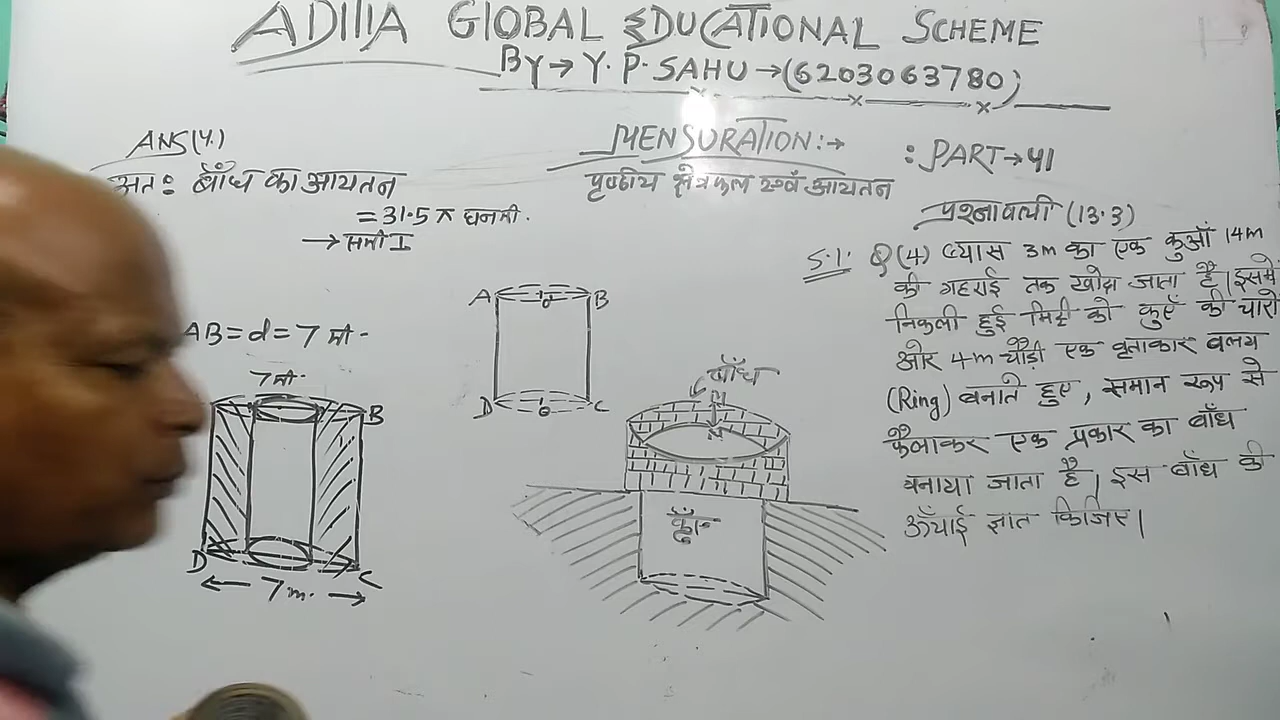 ADITIA GLOBAL EDUCATIONAL SCHEME
BY → Y. P. SAHU → (6203063780)
MENSURATION :→
: PART → 41
पृष्ठीय क्षेत्रफल एवं आयतन
ANS (4.)
अतः बाँध का आयतन
= 31.5 π घनमी.
→ समी I
AB = d = 7 मी.
7 मी.
B
D
C
← 7 m. →
A
B
D
C
बाँध
कुँआ
प्रश्नावली (13.3)
S.1. Q (4) व्यास 3m का एक कुआँ 14m
की गहराई तक खोदा जाता है। इससे
निकली हुई मिट्टी को कुएँ की चारो
ओर 4m चौड़ी एक वृताकार वलय
(Ring) बनाते हुए, समान रूप से
फैलाकर एक प्रकार का बाँध
बनाया जाता है। इस बाँध की
ऊँचाई ज्ञात किजिए।